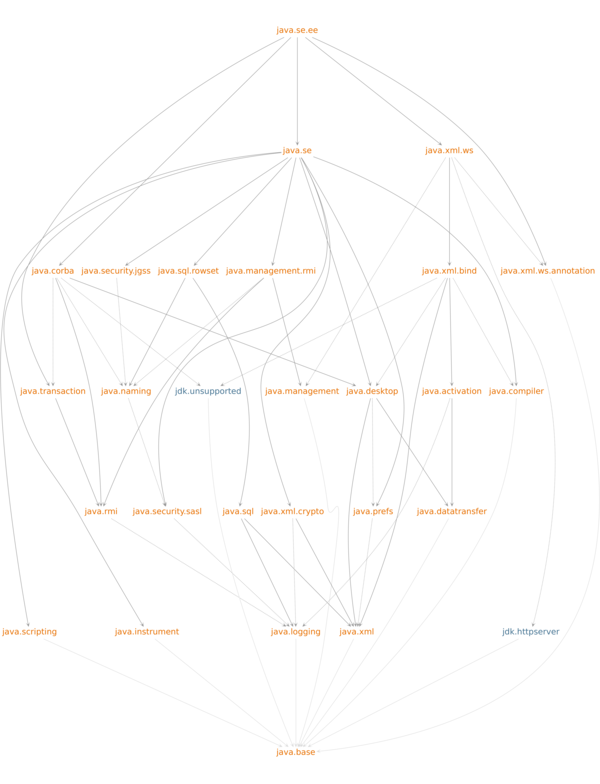 java.se.ee
java.se
java.xml.ws
java.corba
java.security.jgss
java.sql.rowset
java.management.rmi
java.xml.bind
java.xml.ws.annotation
java.transaction
java.naming
jdk.unsupported
java.management
java.desktop
java.activation
java.compiler
java.rmi
java.security.sasl
java.sql
java.xml.crypto
java.prefs
java.datatransfer
java.scripting
java.instrument
java.logging
java.xml
jdk.httpserver
java.base